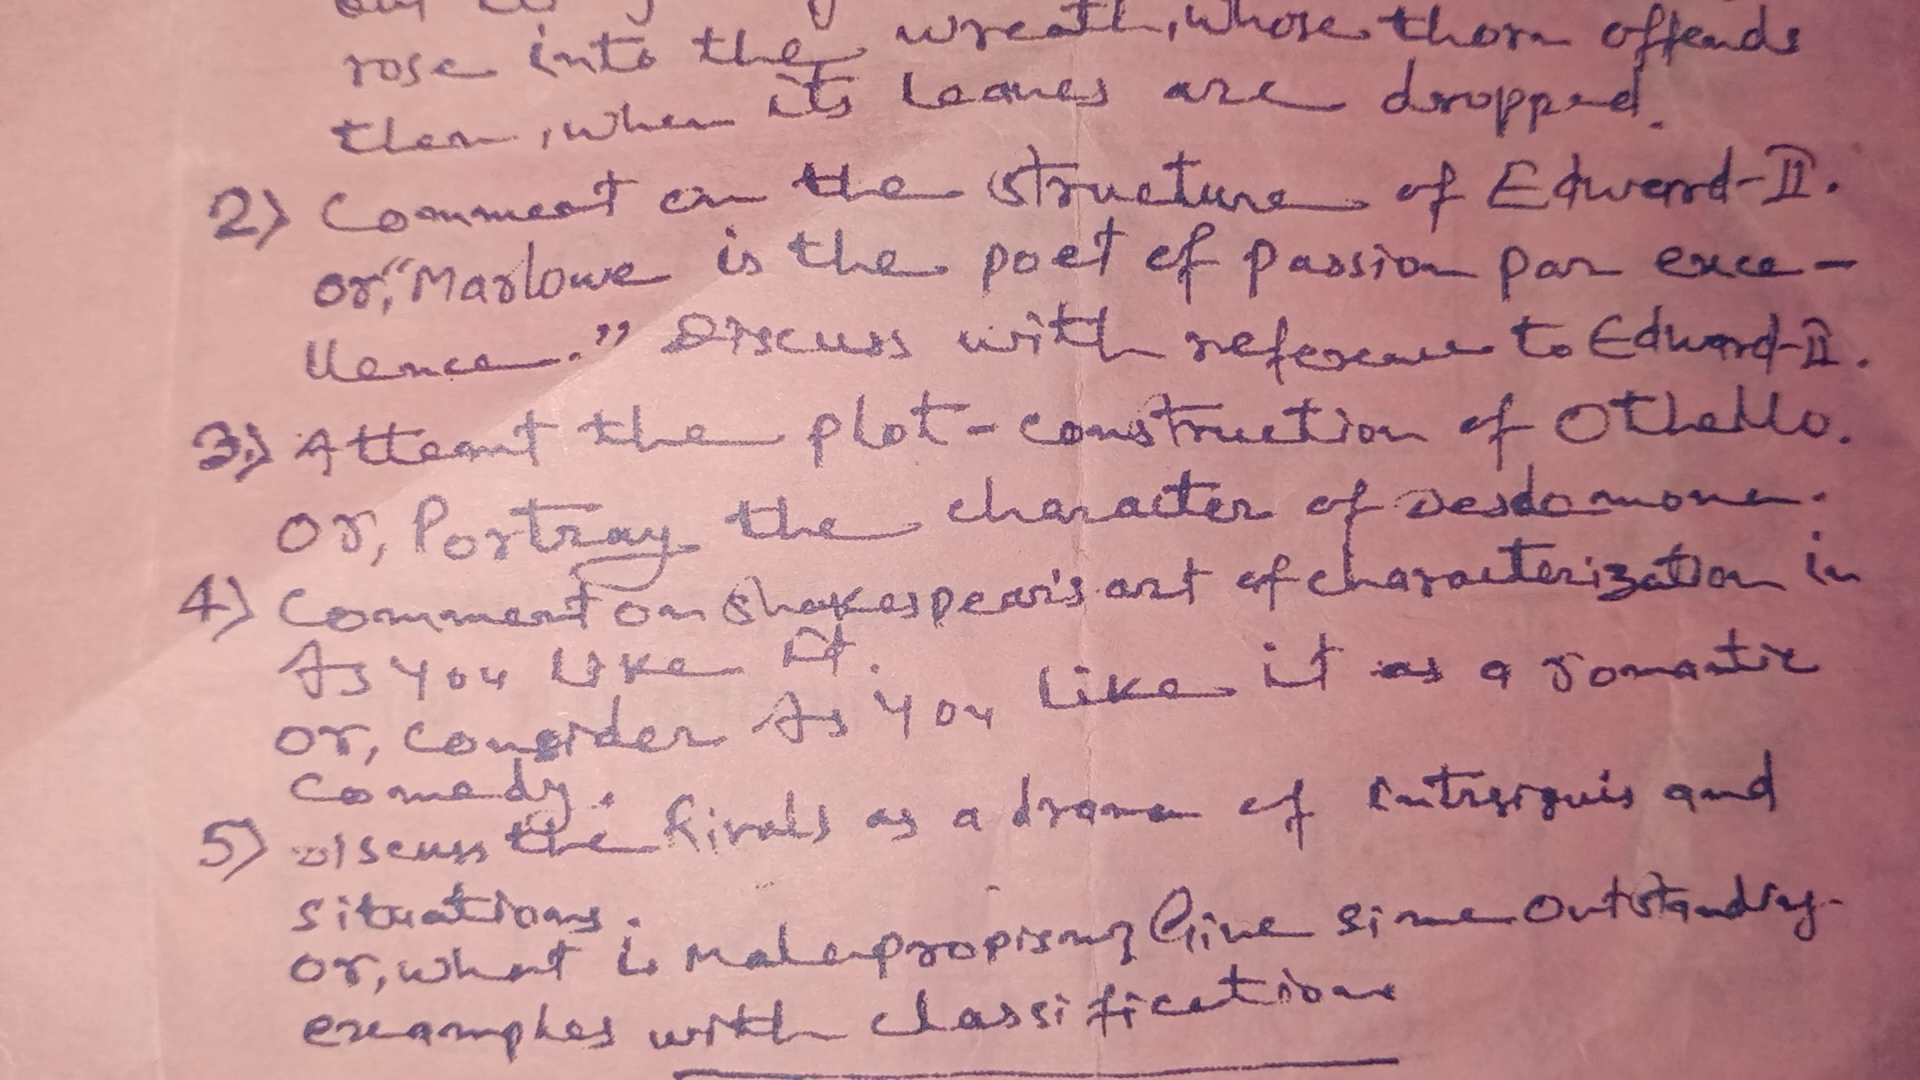 rose into the wreath, whose thorn offends
them, when its leaves are dropped.
2) Comment on the structure of Edward-II.
or, "Marlowe is the poet of passion par exce-
llence." Discuss with reference to Edward-II.
3.) Attempt the plot-construction of Othello.
or, Portray the character of Desdemona.
4) Comment on Shakespear's art of characterization in
As you like it.
or, consider As you like it as a romantic
comedy.
5) Discuss the Rivals as a drama of and
situations.
or, what is Malapropism? Give some outstanding
examples with classification